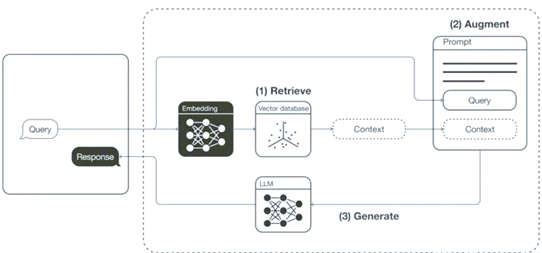 (2) Augment
Prompt
(1) Retrieve
Embedding
Vector database
Query
Query
Context
Context
Response
LLM
(3) Generate